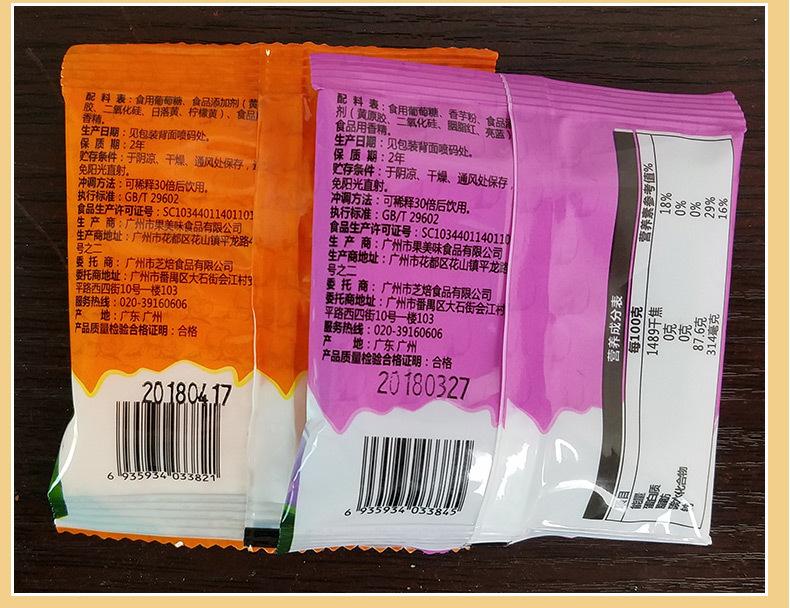 配 料 表：食用葡萄糖、食品添加剂（黄
胶、二氧化硅、日落黄、柠檬黄）、食品
香精。
生产日期：见包装背面喷码处。
保 质 期：2年
贮存条件：于阴凉、干燥、通风处保存，
免阳光直射。
冲调方法：可稀释30倍后饮用。
执行标准：GB/T 29602
食品生产许可证号：SC10344011401101
生 产 商：广州市果美味食品有限公司
生产商地址：广州市花都区花山镇平龙路4
号之二
委 托 商：广州市芝焙食品有限公司
委托商地址：广州市番禺区大石街会江村
平路西四街10号一楼103
服务热线：020-39160606
产 地：广东 广州
产品质量检验合格证明：合格
20180417
6 935934 033821
配 料 表：食用葡萄糖、香芋粉、食品
剂（黄原胶、二氧化硅、胭脂红、亮蓝）
食品用香精。
生产日期：见包装背面喷码处。
保 质 期：2年
贮存条件：于阴凉、干燥、通风处保存，
免阳光直射。
冲调方法：可稀释30倍后饮用。
执行标准：GB/T 29602
食品生产许可证号：SC103440114011
生 产 商：广州市果美味食品有限公司
生产商地址：广州市花都区花山镇平龙
号之二
委 托 商：广州市芝焙食品有限公司
委托商地址：广州市番禺区大石街会江村
平路西四街10号一楼103
服务热线：020-39160606
产 地：广东 广州
产品质量检验合格证明：合格
20180327
6 935934 033845
营养成分表
项目 每100克 营养素参考值%
能量 1489千焦 18%
蛋白质 0克 0%
脂肪 0克 0%
碳水化合物 87.6克 29%
钠 314毫克 16%